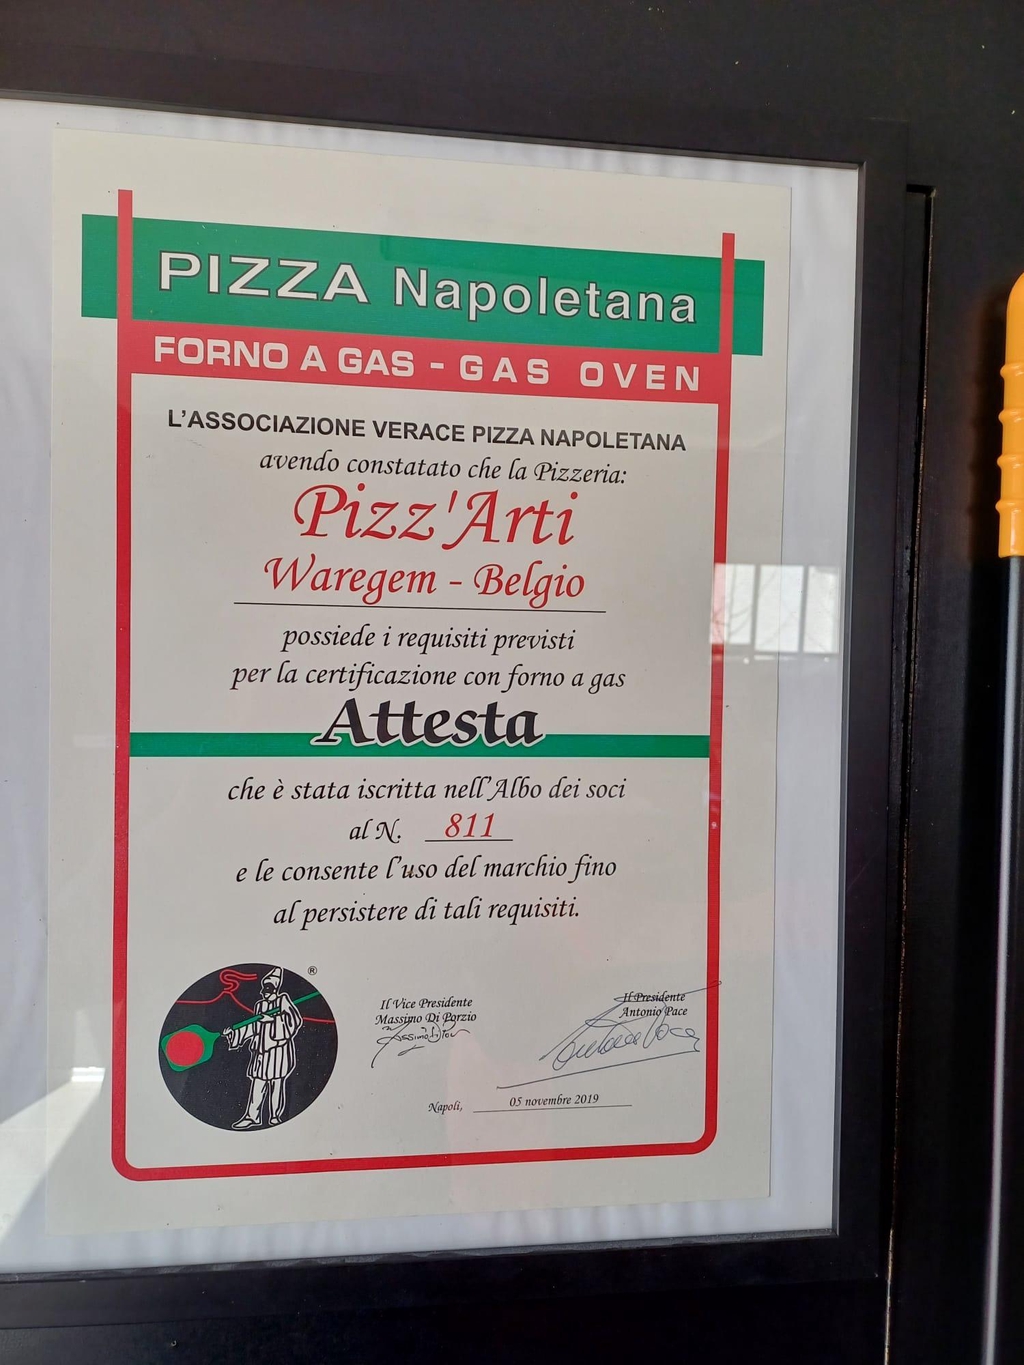 PIZZA Napoletana
FORNO A GAS - GAS OVEN
L'ASSOCIAZIONE VERACE PIZZA NAPOLETANA
avendo constatato che la Pizzeria:
Pizz'Arti
Waregem - Belgio
possiede i requisiti previsti
per la certificazione con forno a gas
Attesta
che è stata iscritta nell'Albo dei soci
al N. 811
e le consente l'uso del marchio fino
al persistere di tali requisiti.
®
Il Vice Presidente
Massimo Di Porzio
Il Presidente
Antonio Pace
Napoli, 05 novembre 2019